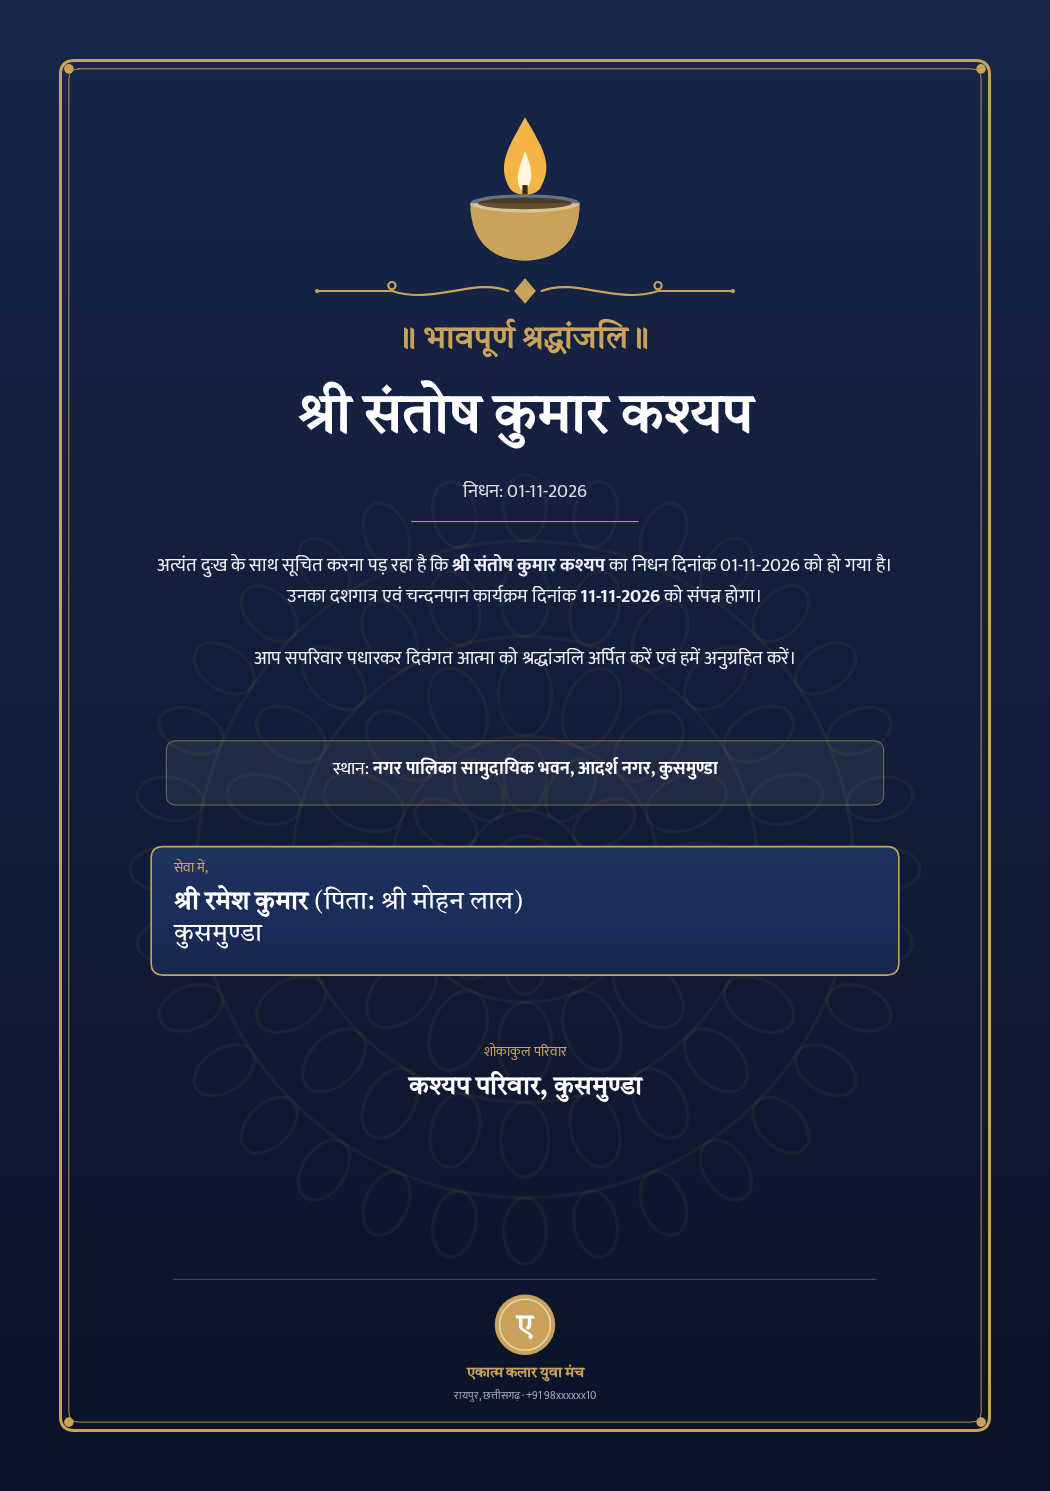 ॥ भावपूर्ण श्रद्धांजलि ॥
श्री संतोष कुमार कश्यप
निधन: 01-11-2026
अत्यंत दुःख के साथ सूचित करना पड़ रहा है कि श्री संतोष कुमार कश्यप का निधन दिनांक 01-11-2026 को हो गया है।
उनका दशगात्र एवं चन्दनपान कार्यक्रम दिनांक 11-11-2026 को संपन्न होगा।
आप सपरिवार पधारकर दिवंगत आत्मा को श्रद्धांजलि अर्पित करें एवं हमें अनुग्रहित करें।
स्थान: नगर पालिका सामुदायिक भवन, आदर्श नगर, कुसमुण्डा
सेवा में,
श्री रमेश कुमार (पिता: श्री मोहन लाल)
कुसमुण्डा
शोकाकुल परिवार
कश्यप परिवार, कुसमुण्डा
ए
एकात्म कलार युवा मंच
रायपुर, छत्तीसगढ़ · +91 98xxxxxx10